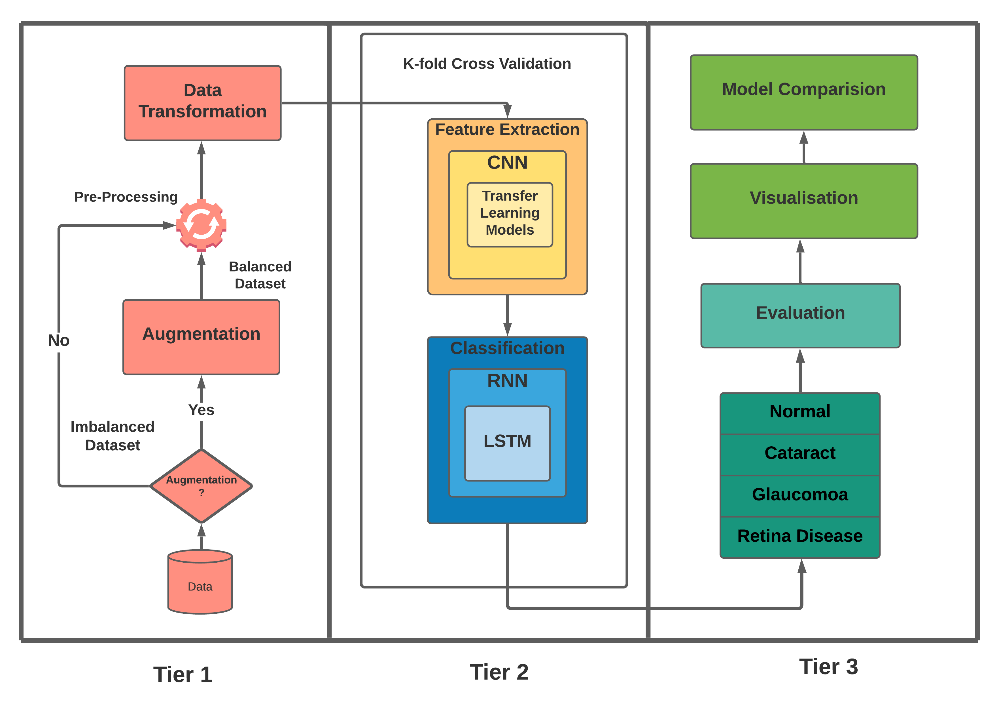 Data
Transformation
Pre-Processing
Balanced
Dataset
Augmentation
No
Yes
Imbalanced
Dataset
Augmentation
?
Data
Tier 1
K-fold Cross Validation
Feature Extraction
CNN
Transfer
Learning
Models
Classification
RNN
LSTM
Tier 2
Model Comparision
Visualisation
Evaluation
Normal
Cataract
Glaucomoa
Retina Disease
Tier 3